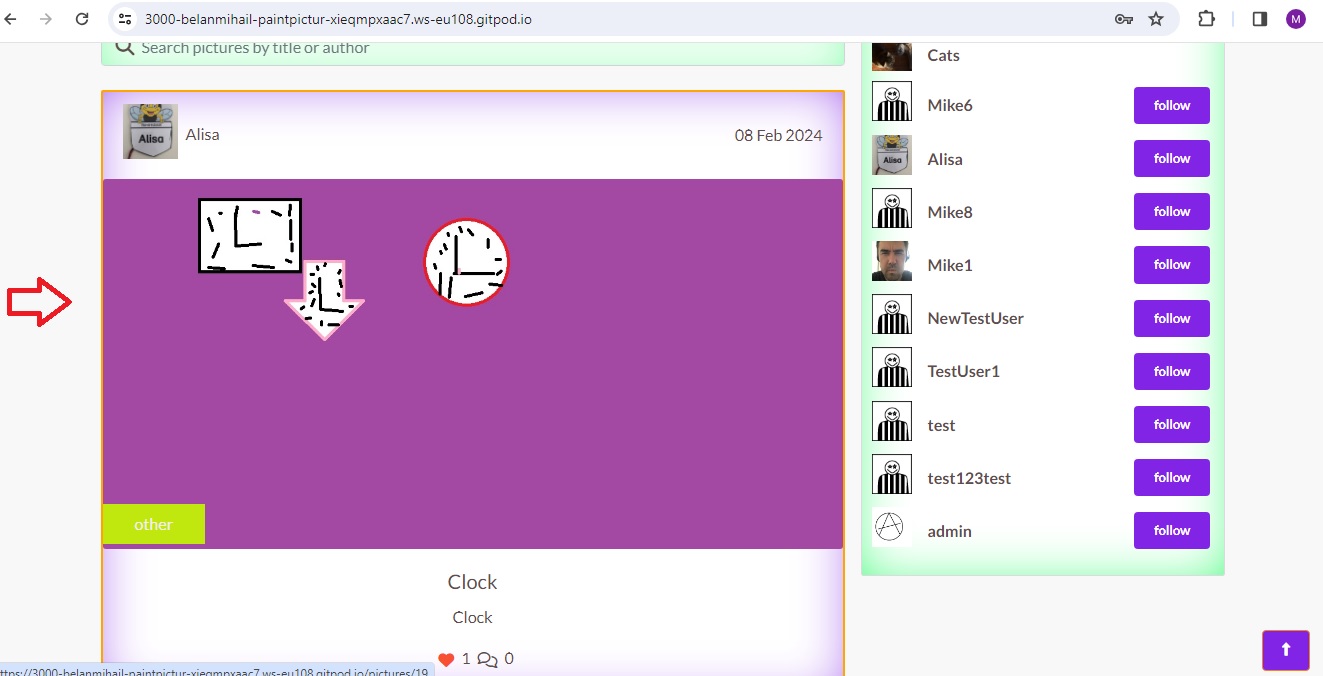 3000-belanmihail-paintpictur-xieqmpxaac7.ws-eu108.gitpod.io
M
Search pictures by title or author
Alisa
Alisa
08 Feb 2024
other
Clock
Clock
1 0
Cats
Mike6 follow
Alisa
Alisa follow
Mike8 follow
Mike1 follow
NewTestUser follow
TestUser1 follow
test follow
test123test follow
admin follow
ttps://3000-belanmihail-paintpictur-xieqmpxaac7.ws-eu108.gitpod.io/pictures/19